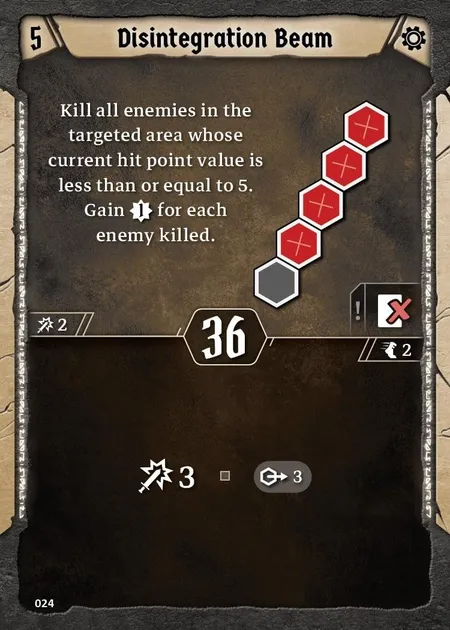 5
Disintegration Beam
Kill all enemies in the
targeted area whose
current hit point value is
less than or equal to 5.
Gain 1 for each
enemy killed.
!
2
36
2
3
3
024